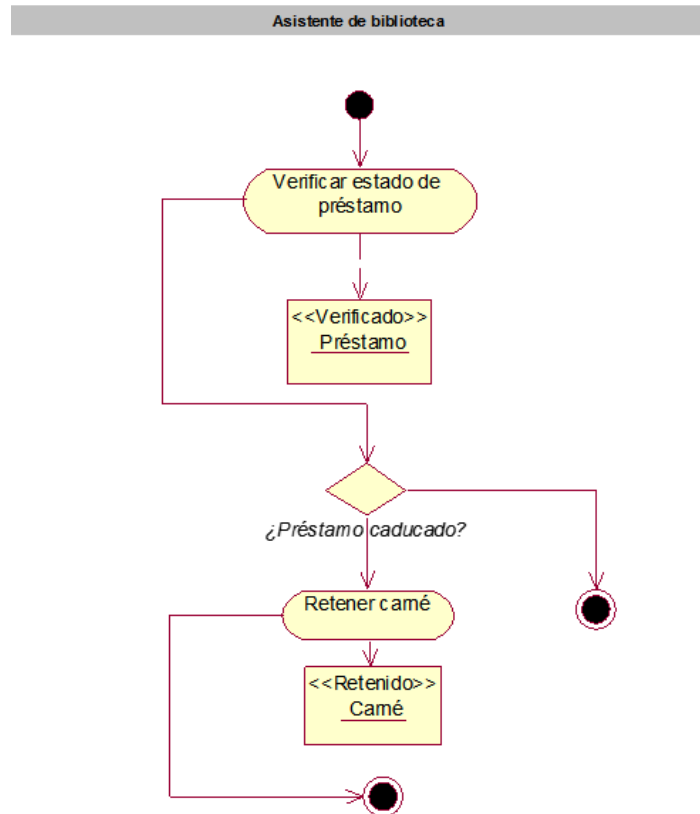 Asistente de biblioteca
Verificar estado de
préstamo
<<Verificado>>
Préstamo
¿Préstamo caducado?
Retener carné
<<Retenido>>
Carné